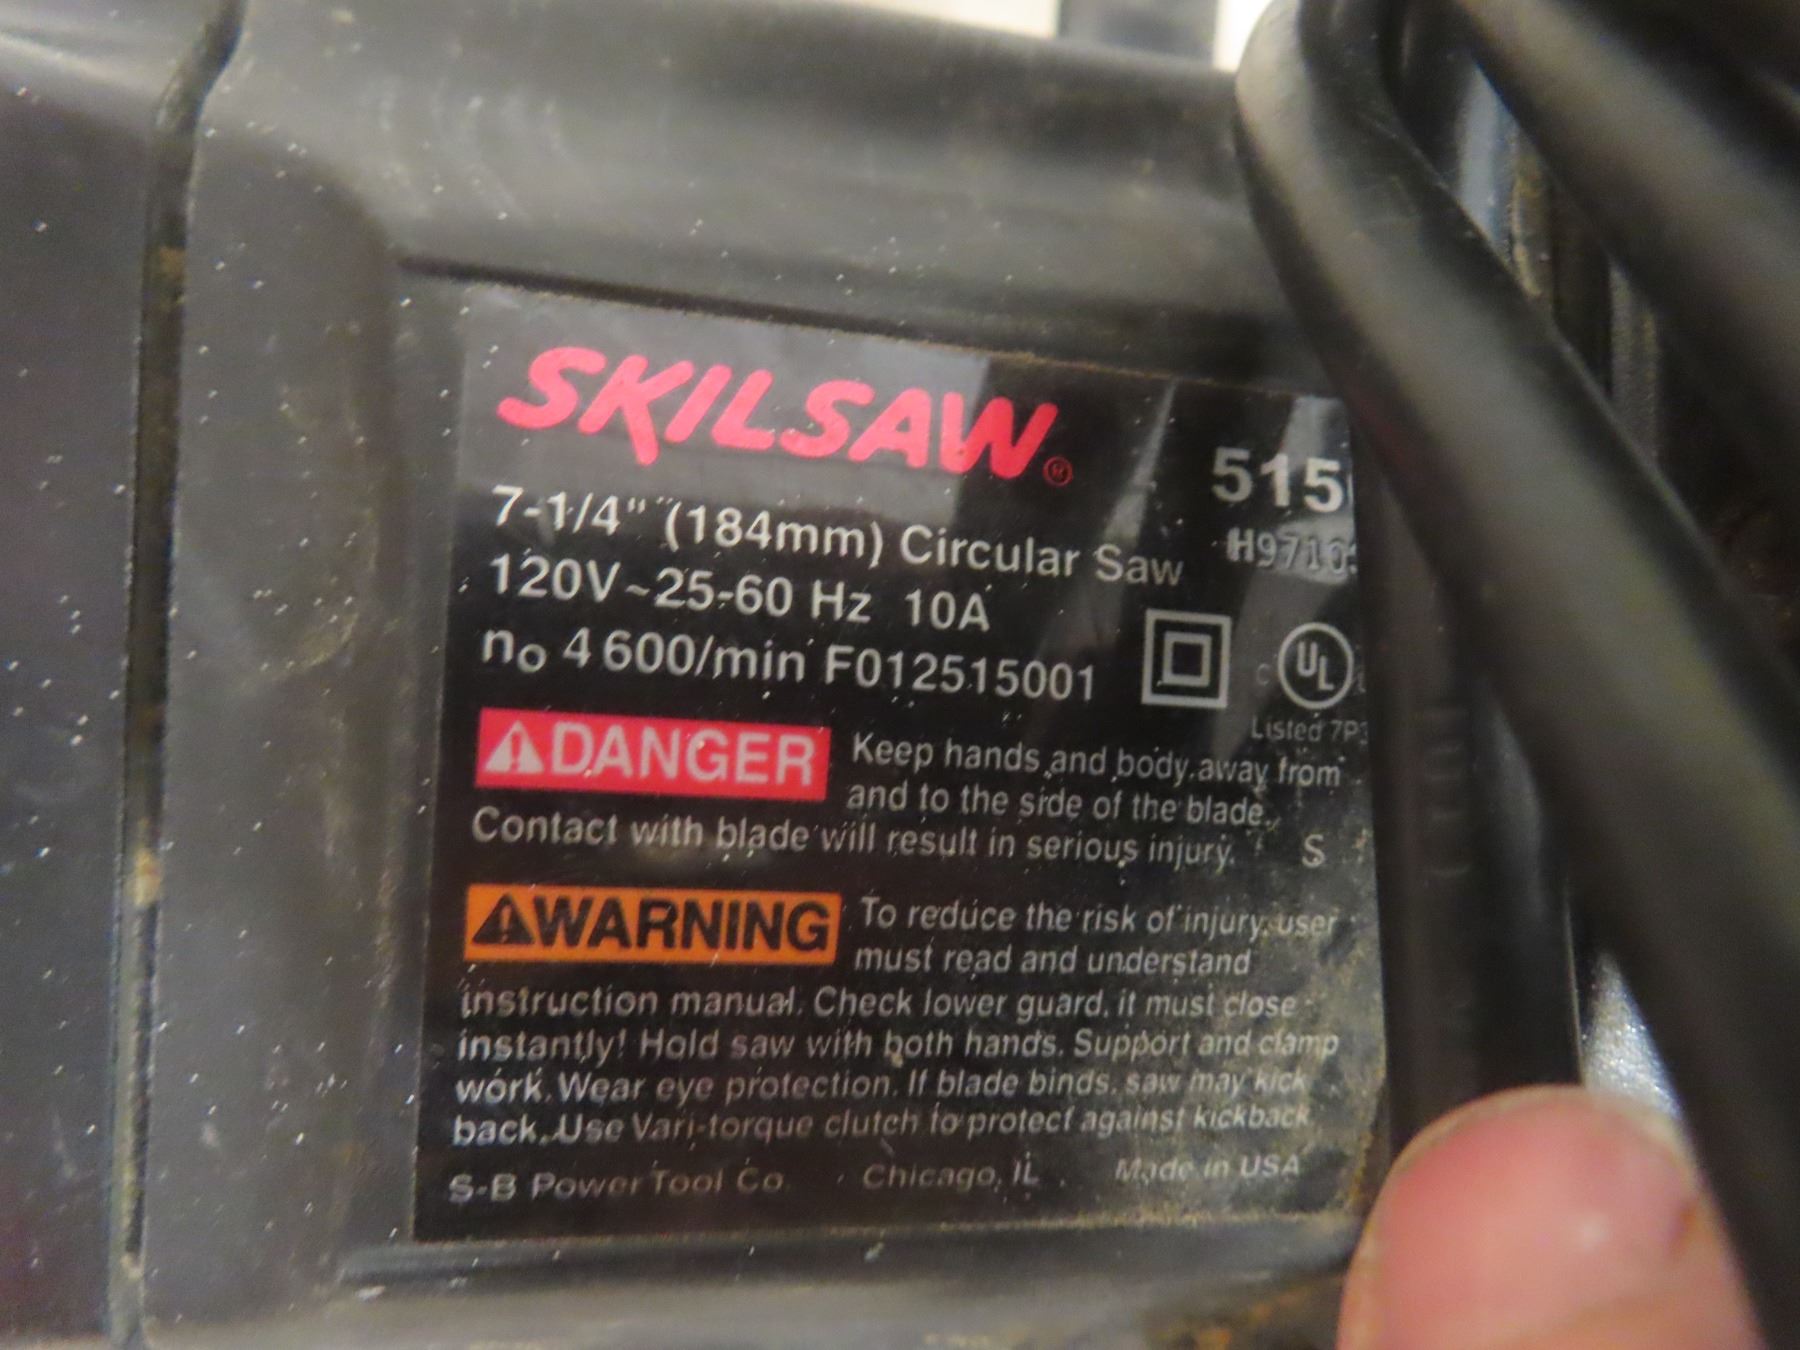 SKILSAW®
515
7-1/4" (184mm) Circular Saw
H9710
120V~25-60 Hz 10A
no 4600/min F012515001
C UL
Listed
DANGER Keep hands and body away from
and to the side of the blade.
Contact with blade will result in serious injury. S
WARNING To reduce the risk of injury, user
must read and understand
instruction manual. Check lower guard, it must close
instantly! Hold saw with both hands. Support and clamp
work. Wear eye protection. If blade binds, saw may kick
back. Use Vari-torque clutch to protect against kickback
S-B Power Tool Co. Chicago, IL Made in USA